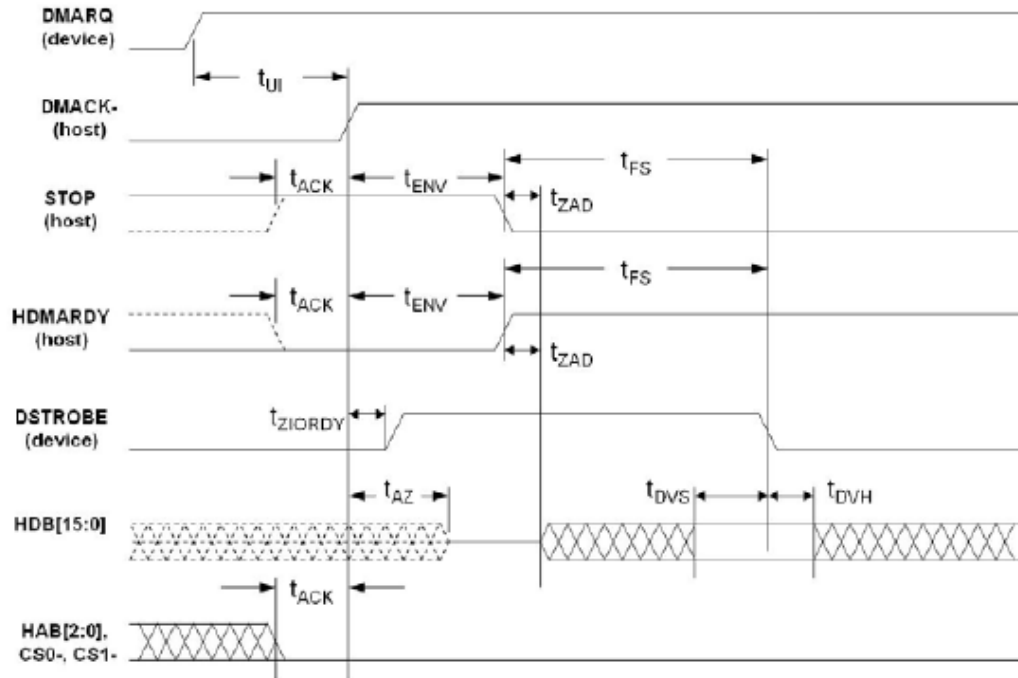 DMARQ
(device)
tUI
DMACK-
(host)
tFS
tACK
tENV
STOP
(host)
tZAD
tFS
tACK
tENV
HDMARDY
(host)
tZAD
tZIORDY
DSTROBE
(device)
tAZ
tDVS
tDVH
HDB[15:0]
tACK
HAB[2:0],
CS0-, CS1-